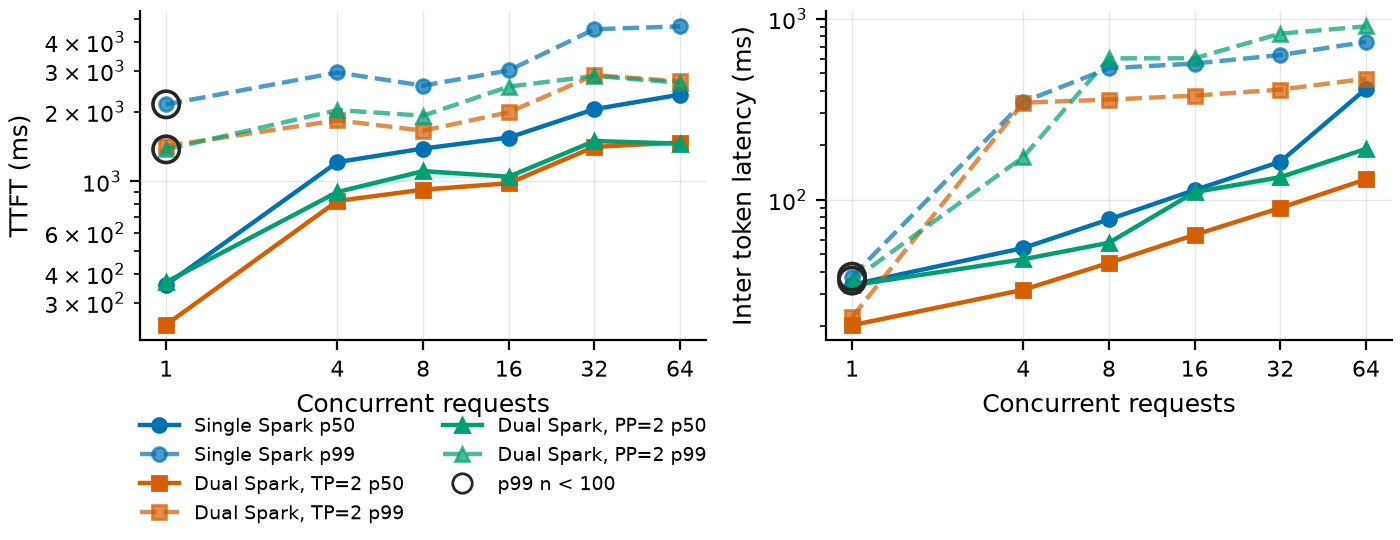 TTFT (ms)
4 × 10³
3 × 10³
2 × 10³
10³
6 × 10²
4 × 10²
3 × 10²
1 4 8 16 32 64
Concurrent requests
Inter token latency (ms)
10³
10²
1 4 8 16 32 64
Concurrent requests
Single Spark p50
Single Spark p99
Dual Spark, TP=2 p50
Dual Spark, TP=2 p99
Dual Spark, PP=2 p50
Dual Spark, PP=2 p99
p99 n < 100